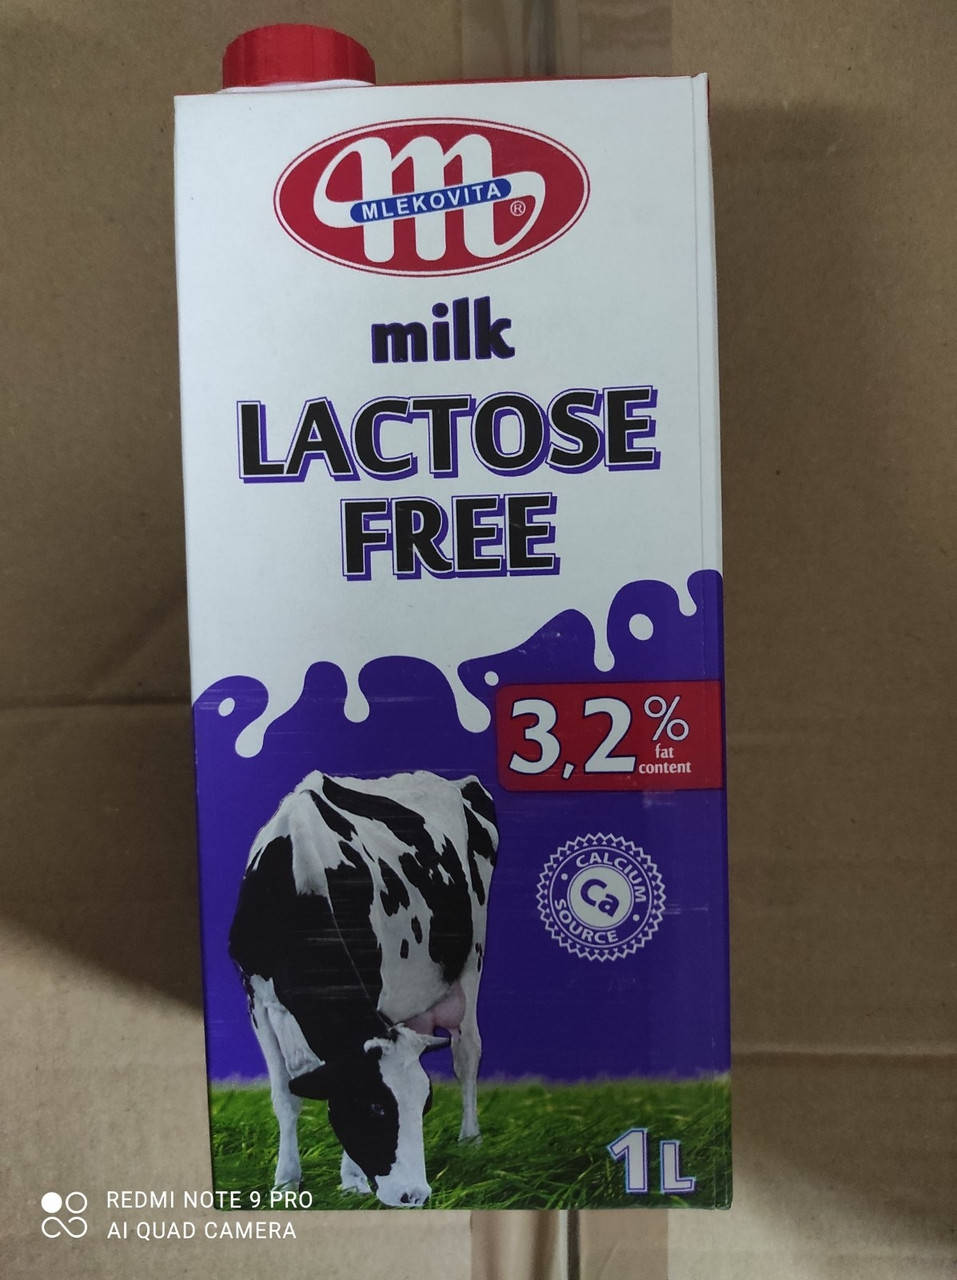 MLEKOVITA ®
milk
LACTOSE
FREE
3,2%
fat
content
CALCIUM
Ca
SOURCE
1L
REDMI NOTE 9 PRO
AI QUAD CAMERA